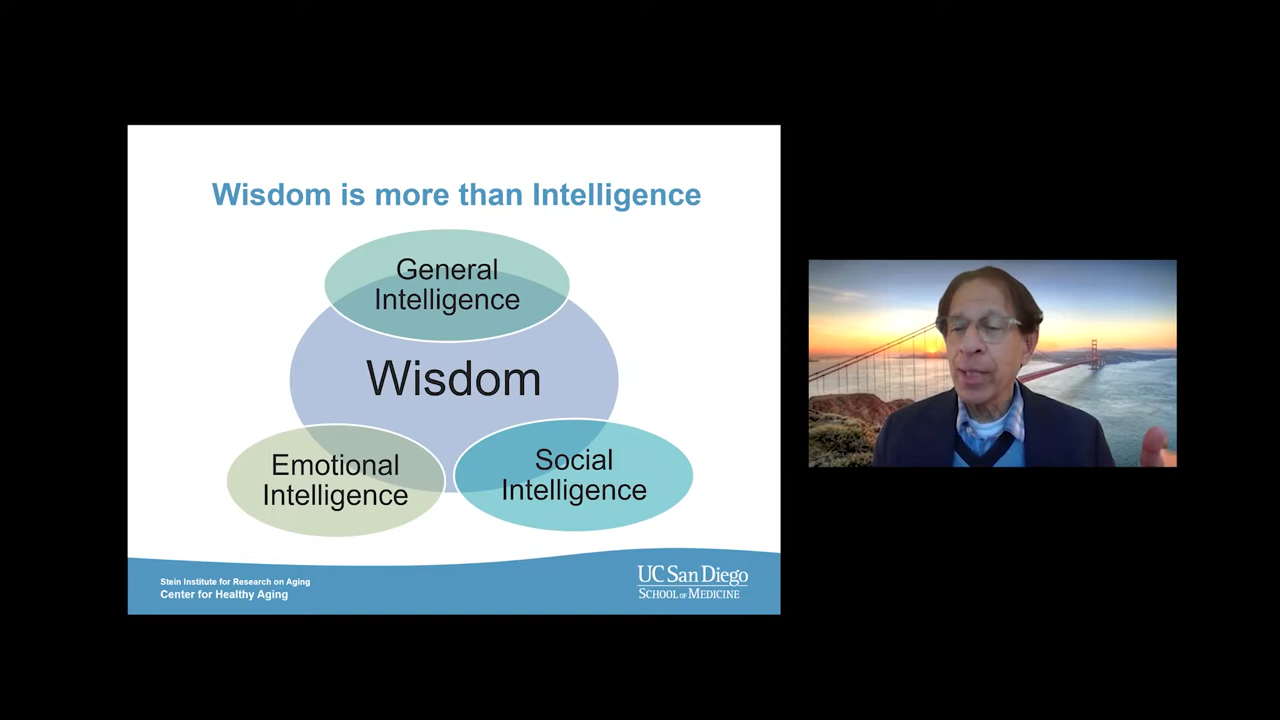 Wisdom is more than Intelligence
General
Intelligence
Wisdom
Emotional
Intelligence
Social
Intelligence
Stein Institute for Research on Aging
Center for Healthy Aging
UC San Diego
SCHOOL OF MEDICINE